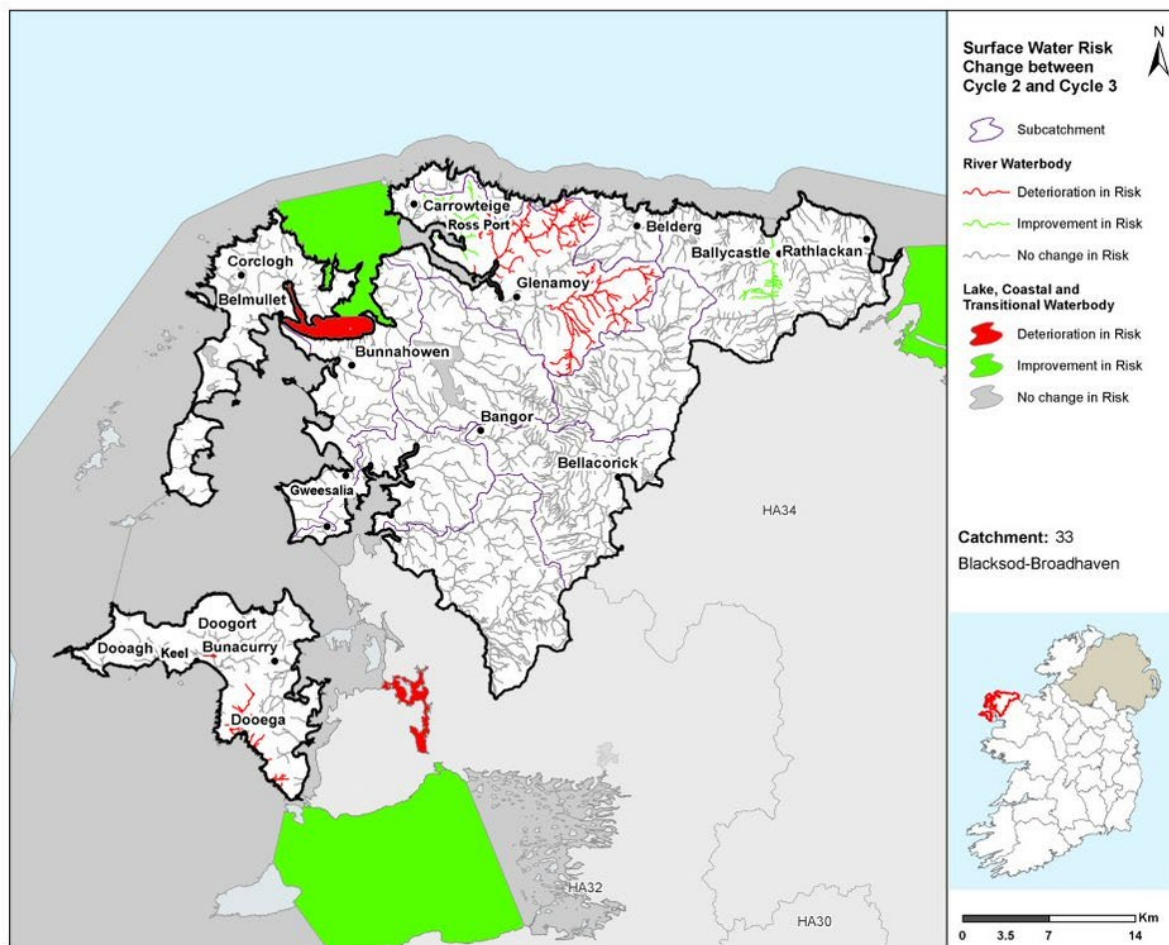 Carrowteige
Ross Port
Belderg
Corclogh
Ballycastle
Rathlackan
Glenamoy
Belmullet
Bunnahowen
Bangor
Bellacorick
Gweesalia
HA34
Doogort
Dooagh
Keel
Bunacurry
Dooega
HA32
HA30
N
Surface Water Risk
Change between
Cycle 2 and Cycle 3
Subcatchment
River Waterbody
Deterioration in Risk
Improvement in Risk
No change in Risk
Lake, Coastal and
Transitional Waterbody
Deterioration in Risk
Improvement in Risk
No change in Risk
Catchment: 33
Blacksod-Broadhaven
Km
0 3.5 7 14